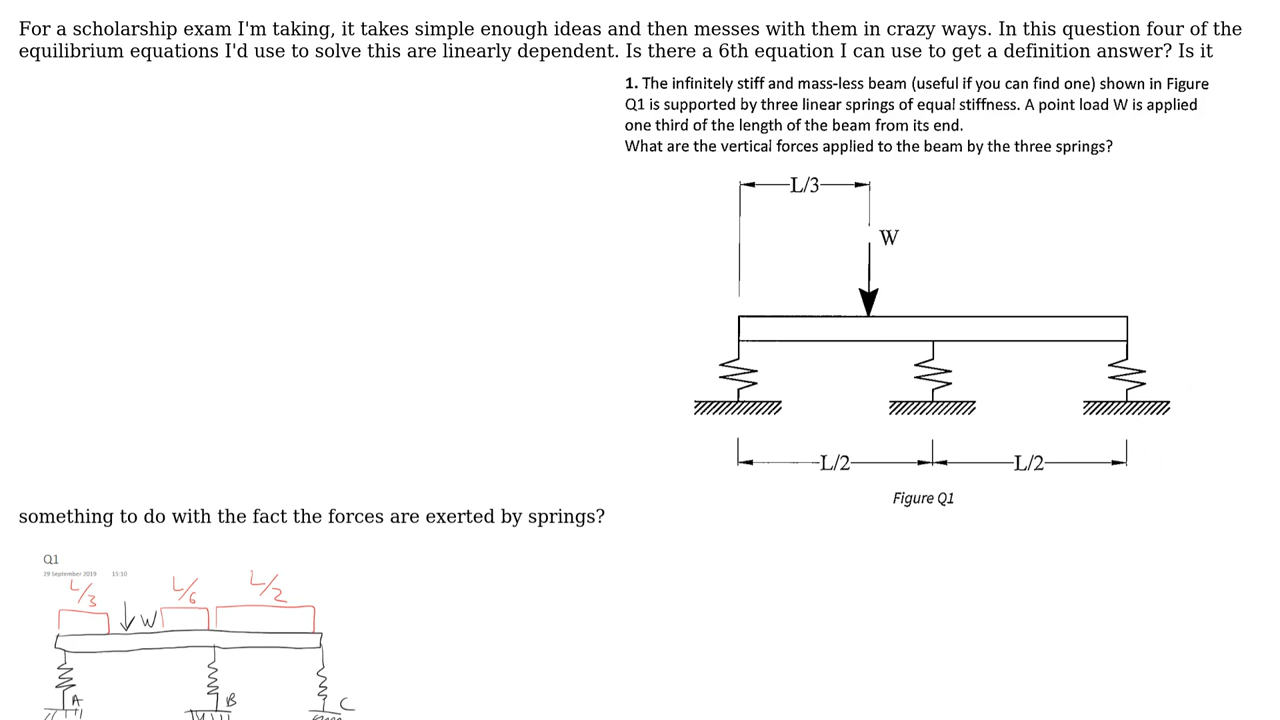 For a scholarship exam I'm taking, it takes simple enough ideas and then messes with them in crazy ways. In this question four of the
equilibrium equations I'd use to solve this are linearly dependent. Is there a 6th equation I can use to get a definition answer? Is it
1. The infinitely stiff and mass-less beam (useful if you can find one) shown in Figure
Q1 is supported by three linear springs of equal stiffness. A point load W is applied
one third of the length of the beam from its end.
What are the vertical forces applied to the beam by the three springs?
L/3
W
L/2
L/2
Figure Q1
something to do with the fact the forces are exerted by springs?
Q1
29 September 2019 15:10
L/3
L/6
L/2
W
A
B
C